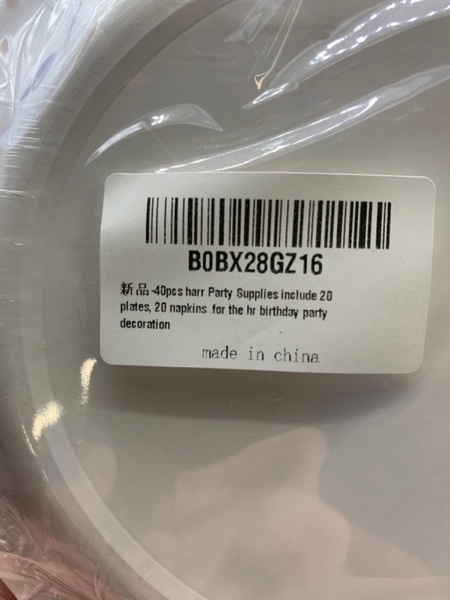 B0BX28GZ16
新品-40pcs harr Party Supplies include 20
plates, 20 napkins for the hr birthday party
decoration
made in china